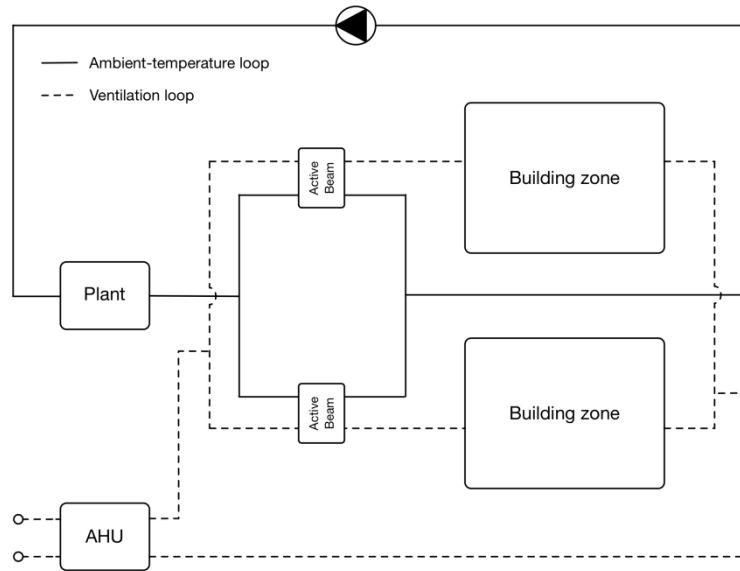 Ambient-temperature loop
Ventilation loop
Active
Beam
Building zone
Plant
Active
Beam
Building zone
AHU